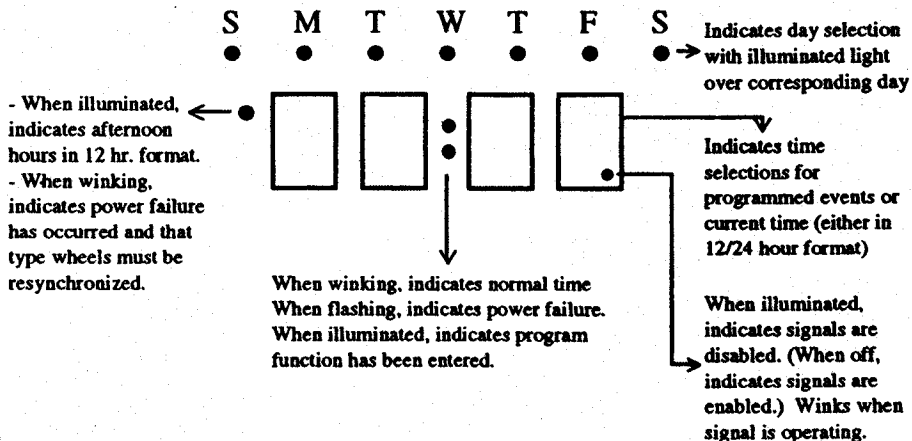 S M T W T F S
Indicates day selection
with illuminated light
over corresponding day
- When illuminated,
indicates afternoon
hours in 12 hr. format.
- When winking,
indicates power failure
has occurred and that
type wheels must be
resynchronized.
Indicates time
selections for
programmed events or
current time (either in
12/24 hour format)
When winking, indicates normal time
When flashing, indicates power failure.
When illuminated, indicates program
function has been entered.
When illuminated,
indicates signals are
disabled. (When off,
indicates signals are
enabled.) Winks when
signal is operating.